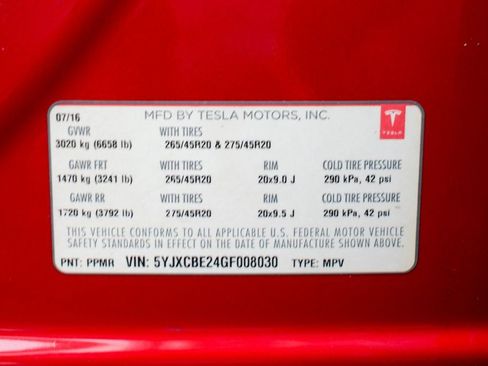 07/16 MFD BY TESLA MOTORS, INC.
GVWR WITH TIRES
3020 kg (6658 lb) 265/45R20 & 275/45R20
GAWR FRT WITH TIRES RIM COLD TIRE PRESSURE
1470 kg (3241 lb) 265/45R20 20x9.0 J 290 kPa, 42 psi
GAWR RR WITH TIRES RIM COLD TIRE PRESSURE
1720 kg (3792 lb) 275/45R20 20x9.5 J 290 kPa, 42 psi
THIS VEHICLE CONFORMS TO ALL APPLICABLE U.S. FEDERAL MOTOR VEHICLE
SAFETY STANDARDS IN EFFECT ON THE DATE OF MANUFACTURE SHOWN ABOVE.
PNT: PPMR VIN: 5YJXCBE24GF008030 TYPE: MPV
TESLA